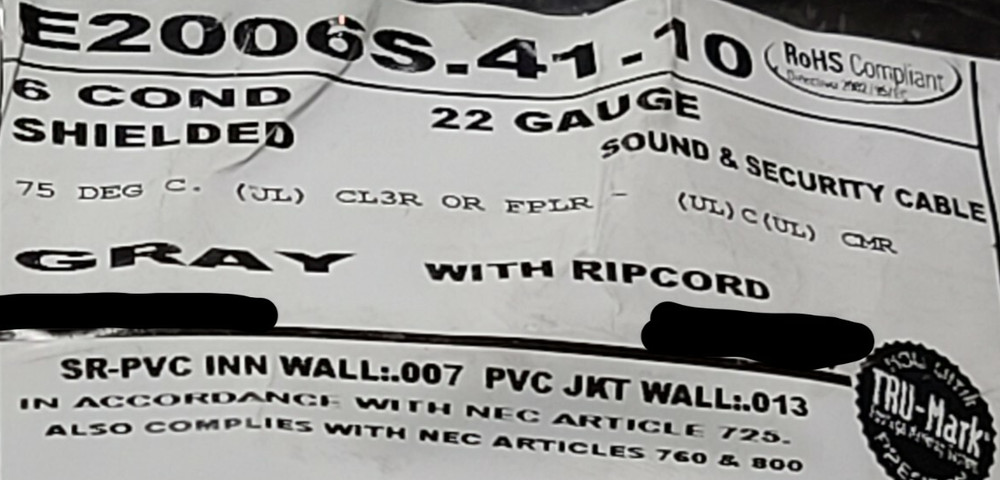 E2006S.41-10
RoHS Compliant
6 COND
SHIELDED
22 GAUGE
SOUND & SECURITY CABLE
75 DEG C. (UL) CL3R OR FPLR - (UL)C(UL) CMR
GRAY WITH RIPCORD
SR-PVC INN WALL:.007 PVC JKT WALL:.013
IN ACCORDANCE WITH NEC ARTICLE 725.
ALSO COMPLIES WITH NEC ARTICLES 760 & 800
NOW WITH
TRU-Mark